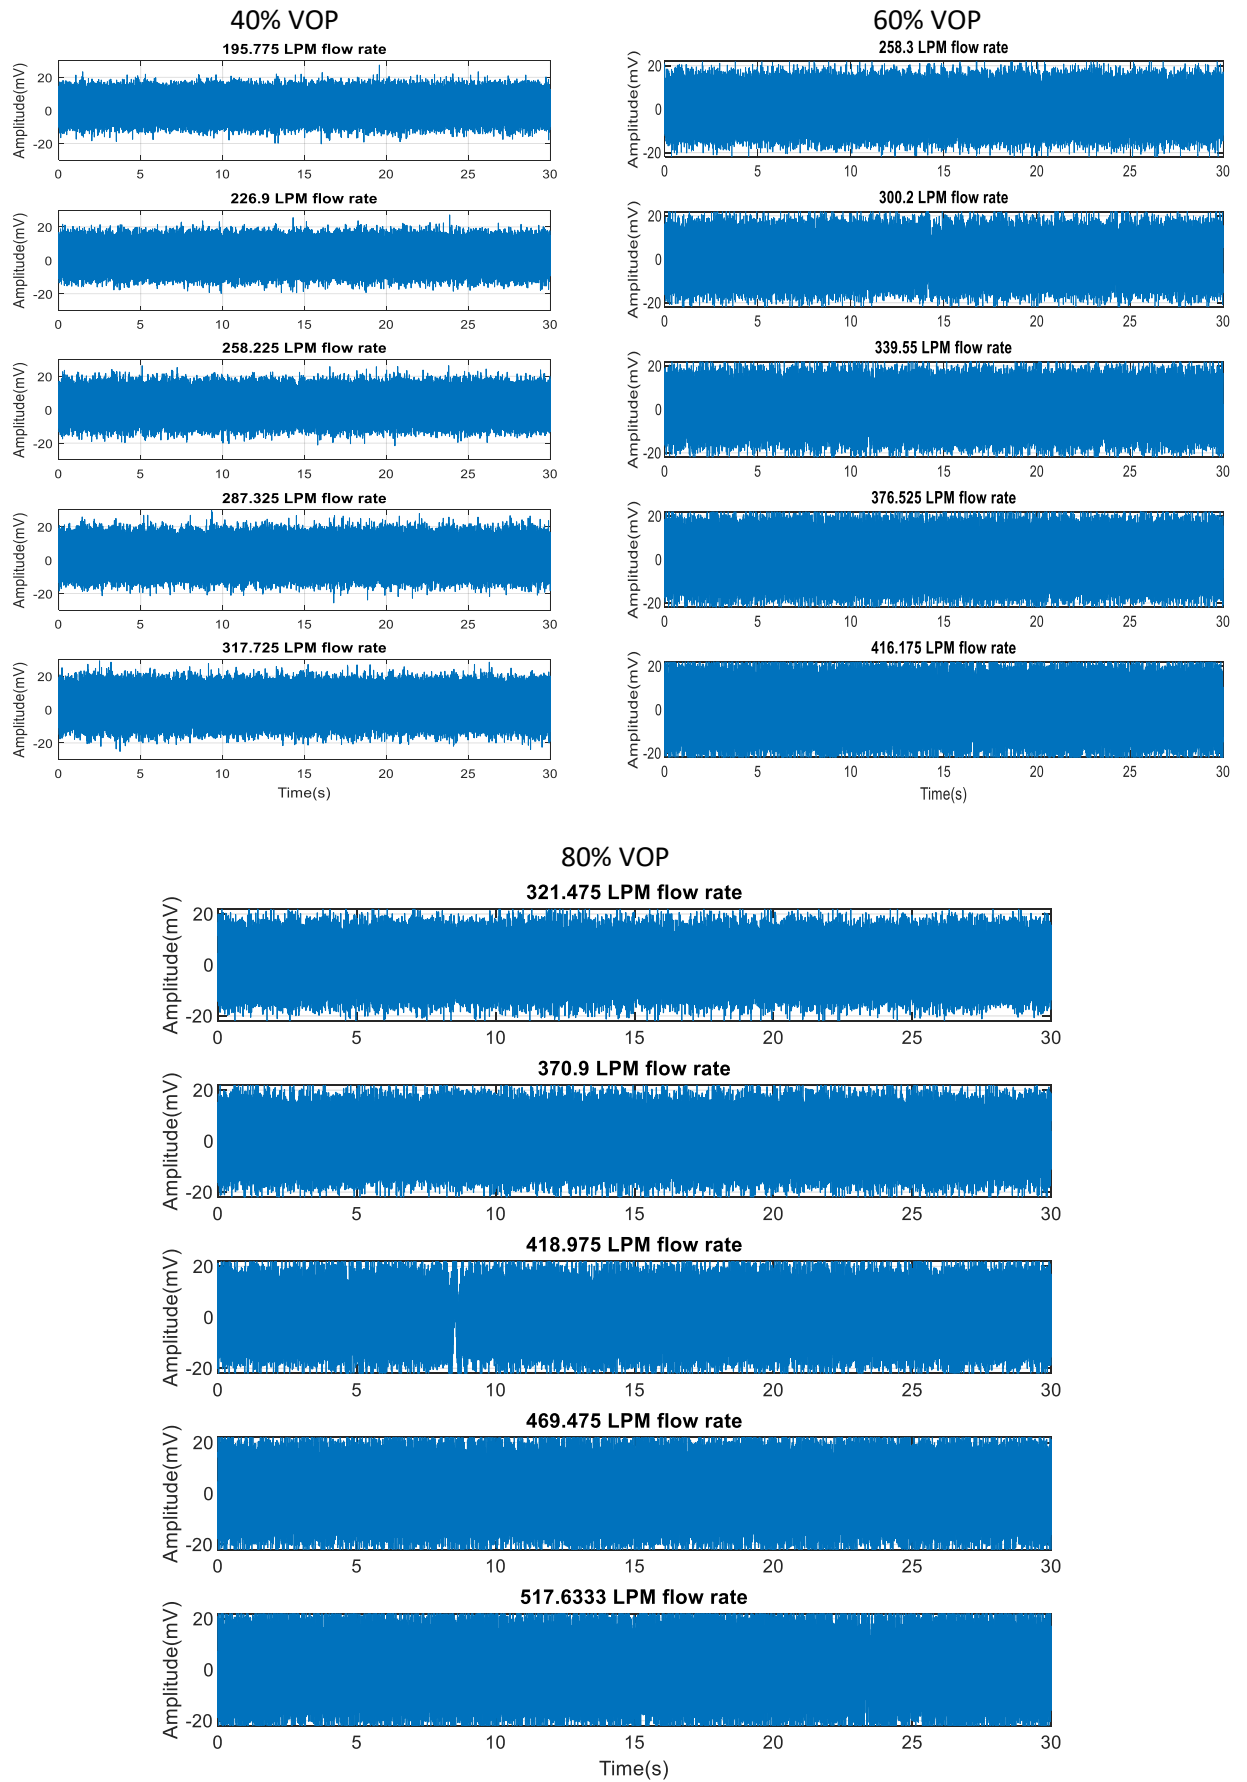 40% VOP
195.775 LPM flow rate
Amplitude(mV)
20
0
-20
0 5 10 15 20 25 30
226.9 LPM flow rate
Amplitude(mV)
20
0
-20
0 5 10 15 20 25 30
258.225 LPM flow rate
Amplitude(mV)
20
0
-20
0 5 10 15 20 25 30
287.325 LPM flow rate
Amplitude(mV)
20
0
-20
0 5 10 15 20 25 30
317.725 LPM flow rate
Amplitude(mV)
20
0
-20
0 5 10 15 20 25 30
Time(s)
60% VOP
258.3 LPM flow rate
Amplitude(mV)
20
0
-20
0 5 10 15 20 25 30
300.2 LPM flow rate
Amplitude(mV)
20
0
-20
0 5 10 15 20 25 30
339.55 LPM flow rate
Amplitude(mV)
20
0
-20
0 5 10 15 20 25 30
376.525 LPM flow rate
Amplitude(mV)
20
0
-20
0 5 10 15 20 25 30
416.175 LPM flow rate
Amplitude(mV)
20
0
-20
0 5 10 15 20 25 30
Time(s)
80% VOP
321.475 LPM flow rate
Amplitude(mV)
20
0
-20
0 5 10 15 20 25 30
370.9 LPM flow rate
Amplitude(mV)
20
0
-20
0 5 10 15 20 25 30
418.975 LPM flow rate
Amplitude(mV)
20
0
-20
0 5 10 15 20 25 30
469.475 LPM flow rate
Amplitude(mV)
20
0
-20
0 5 10 15 20 25 30
517.6333 LPM flow rate
Amplitude(mV)
20
0
-20
0 5 10 15 20 25 30
Time(s)